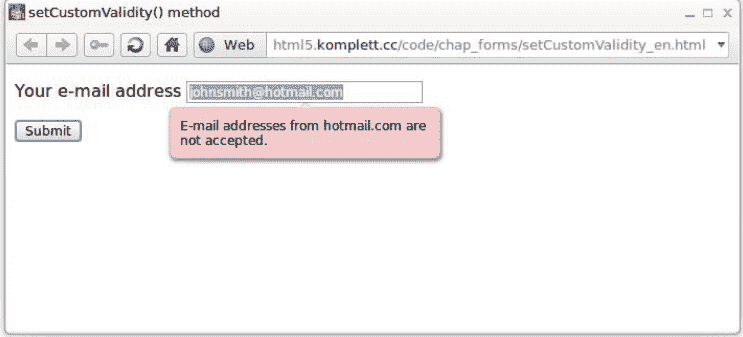 setCustomValidity() method
Web html5.komplett.cc/code/chap_forms/setCustomValidity_en.html
Your e-mail address johnsmith@hotmail.com
E-mail addresses from hotmail.com are
not accepted.
Submit